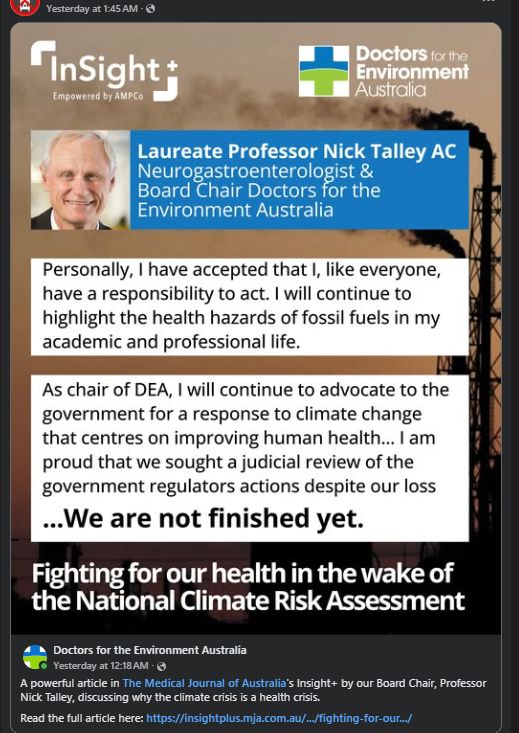 Yesterday at 1:45 AM ·
InSight+
Empowered by AMPCo
Doctors for the
Environment
Australia
Laureate Professor Nick Talley AC
Neurogastroenterologist &
Board Chair Doctors for the
Environment Australia
Personally, I have accepted that I, like everyone,
have a responsibility to act. I will continue to
highlight the health hazards of fossil fuels in my
academic and professional life.
As chair of DEA, I will continue to advocate to the
government for a response to climate change
that centres on improving human health... I am
proud that we sought a judicial review of the
government regulators actions despite our loss
...We are not finished yet.
Fighting for our health in the wake of
the National Climate Risk Assessment
Doctors for the Environment Australia
Yesterday at 12:18 AM ·
A powerful article in The Medical Journal of Australia's Insight+ by our Board Chair, Professor
Nick Talley, discussing why the climate crisis is a health crisis.
Read the full article here: https://insightplus.mja.com.au/.../fighting-for-our.../